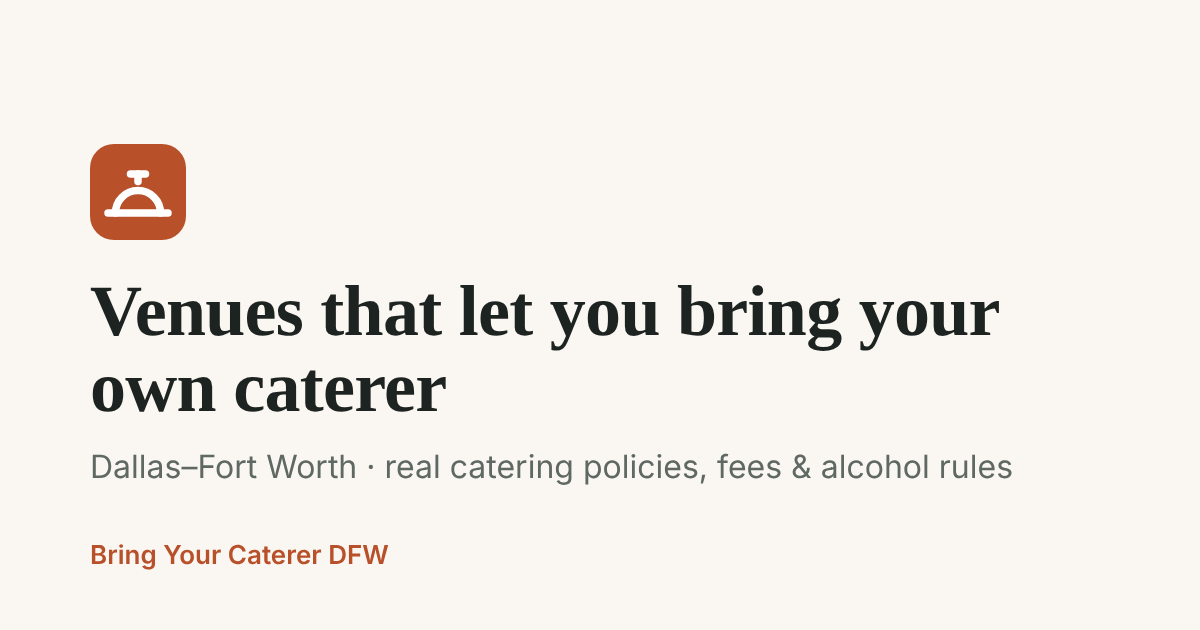 Venues that let you bring your
own caterer
Dallas–Fort Worth · real catering policies, fees & alcohol rules
Bring Your Caterer DFW